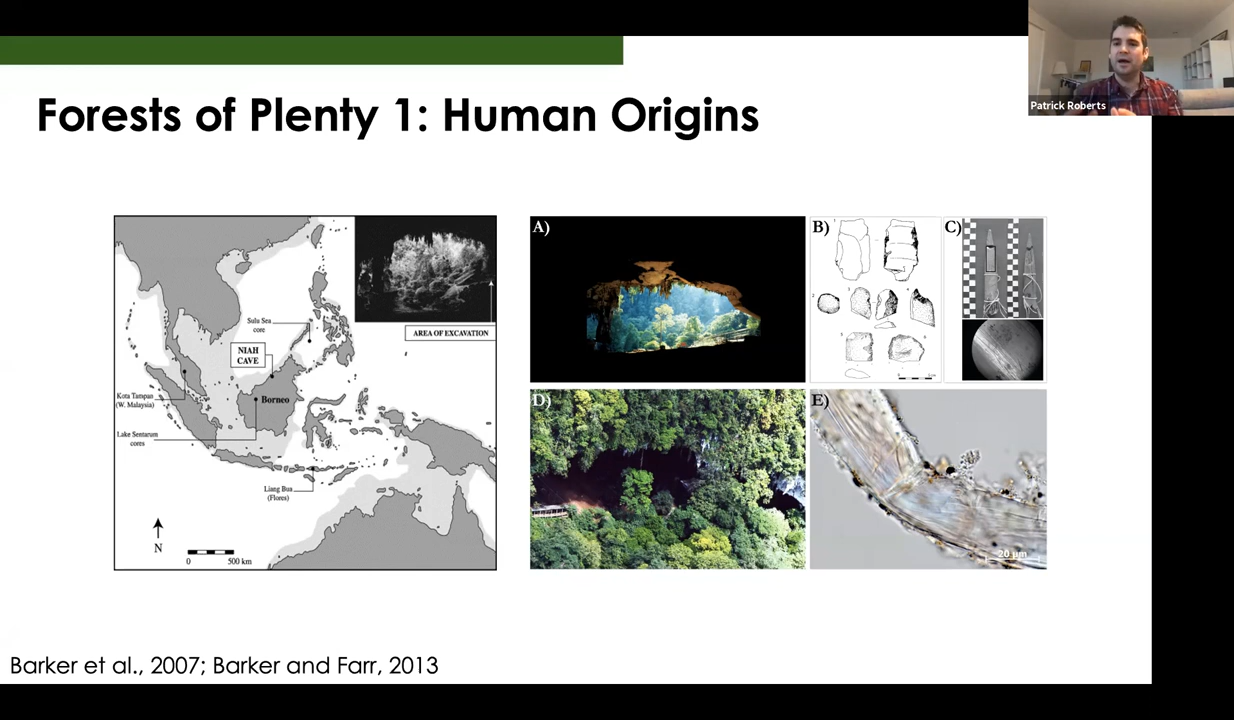 Patrick Roberts
Forests of Plenty 1: Human Origins
AREA OF EXCAVATION
Sulu Sea
core
NIAH
CAVE
Borneo
Kota Tampan
(W. Malaysia)
Lake Sentarum
cores
Liang Bua
(Flores)
N
0 500 km
A)
B)
C)
D)
E)
20 µm
Barker et al., 2007; Barker and Farr, 2013